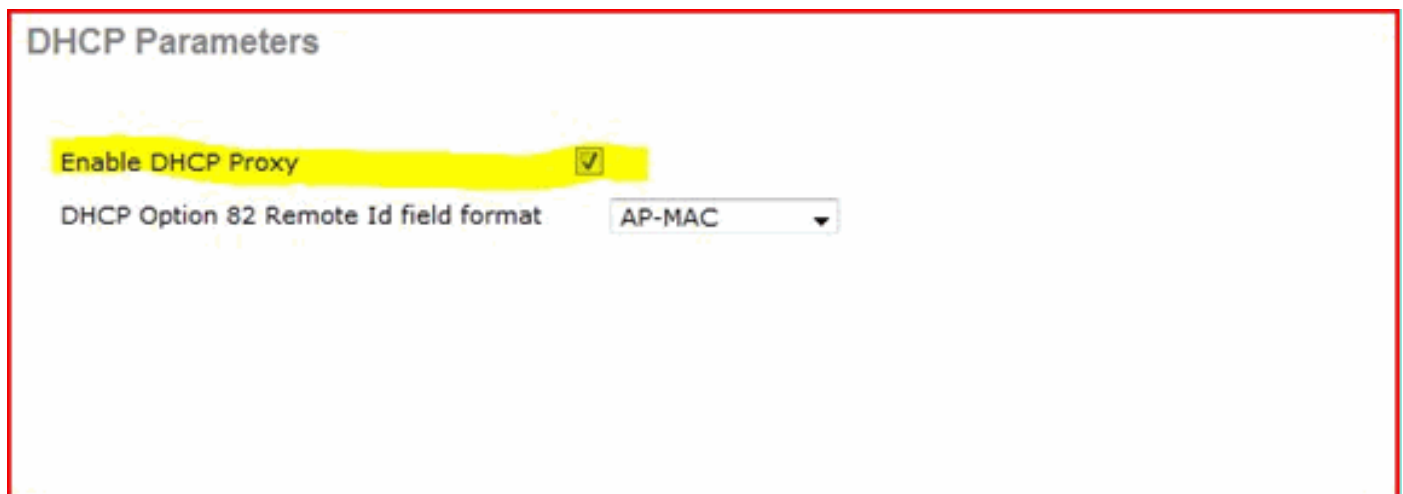 DHCP Parameters
Enable DHCP Proxy
DHCP Option 82 Remote Id field format AP-MAC